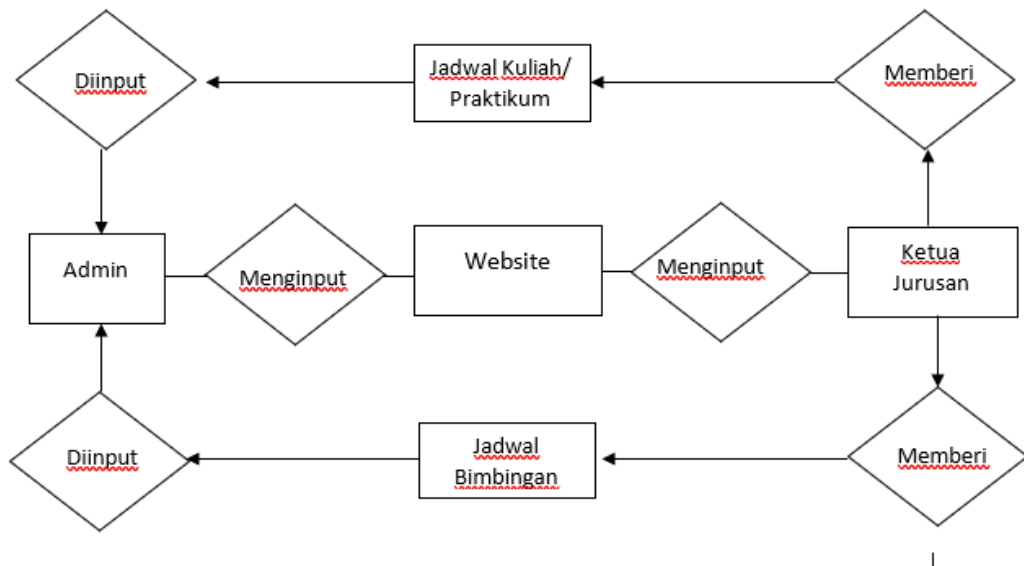 Diinput
Jadwal Kuliah/
Praktikum
Memberi
Admin
Menginput
Website
Menginput
Ketua
Jurusan
Diinput
Jadwal
Bimbingan
Memberi